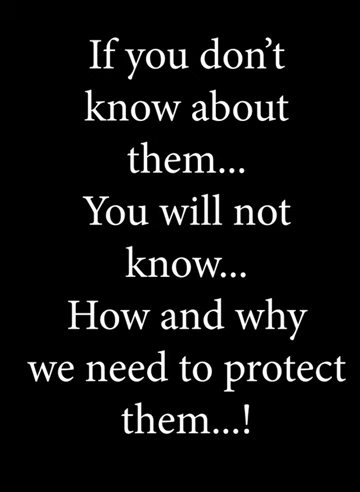 If you don’t
know about
them...
You will not
know...
How and why
we need to protect
them...!